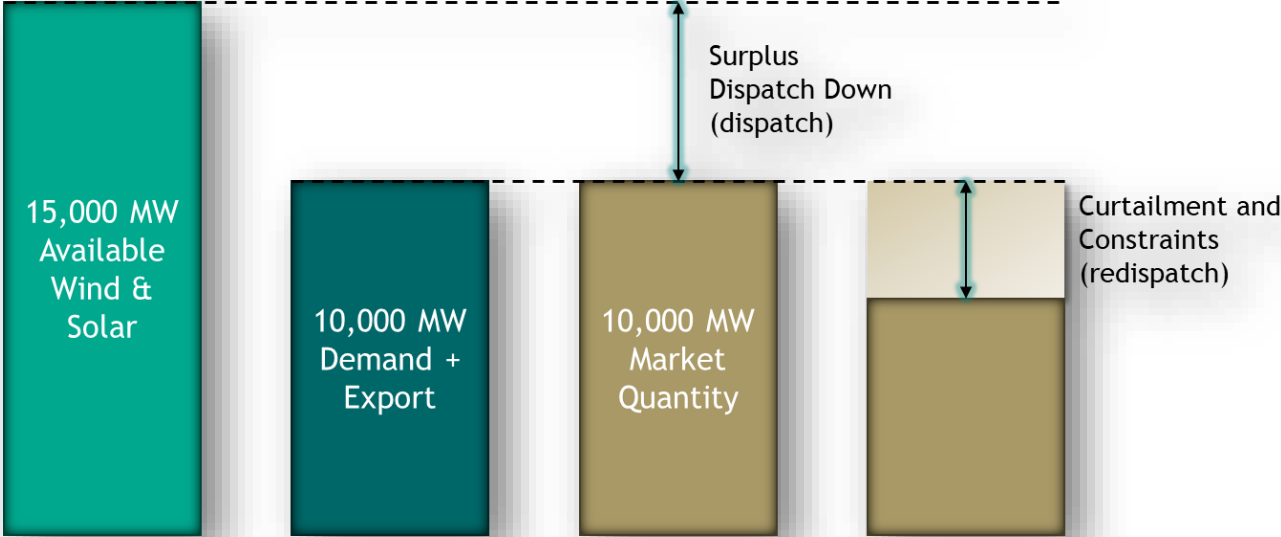 15,000 MW
Available
Wind &
Solar
10,000 MW
Demand +
Export
10,000 MW
Market
Quantity
Surplus
Dispatch Down
(dispatch)
Curtailment and
Constraints
(redispatch)